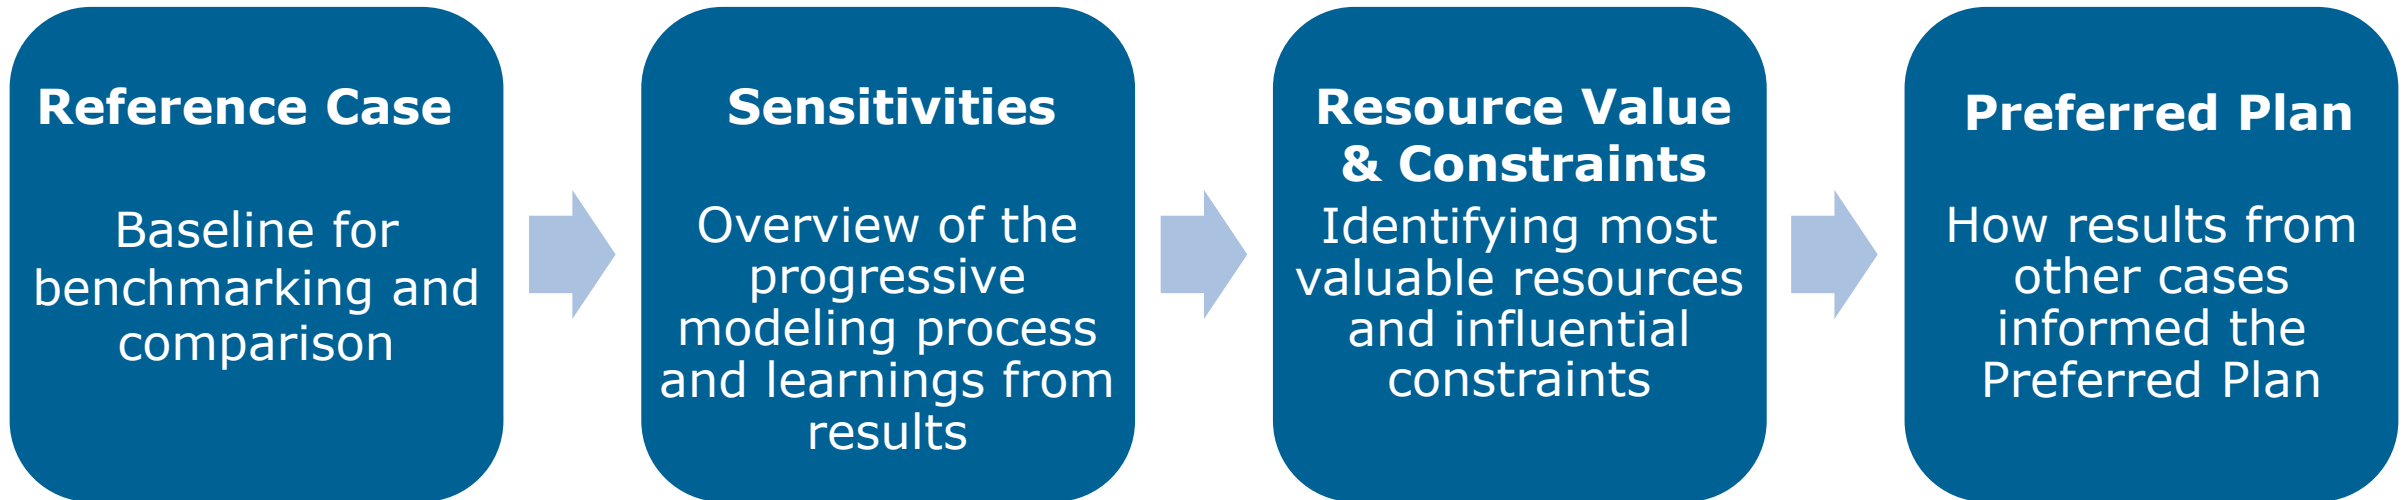 Reference Case
Baseline for
benchmarking and
comparison
Sensitivities
Overview of the
progressive
modeling process
and learnings from
results
Resource Value
& Constraints
Identifying most
valuable resources
and influential
constraints
Preferred Plan
How results from
other cases
informed the
Preferred Plan